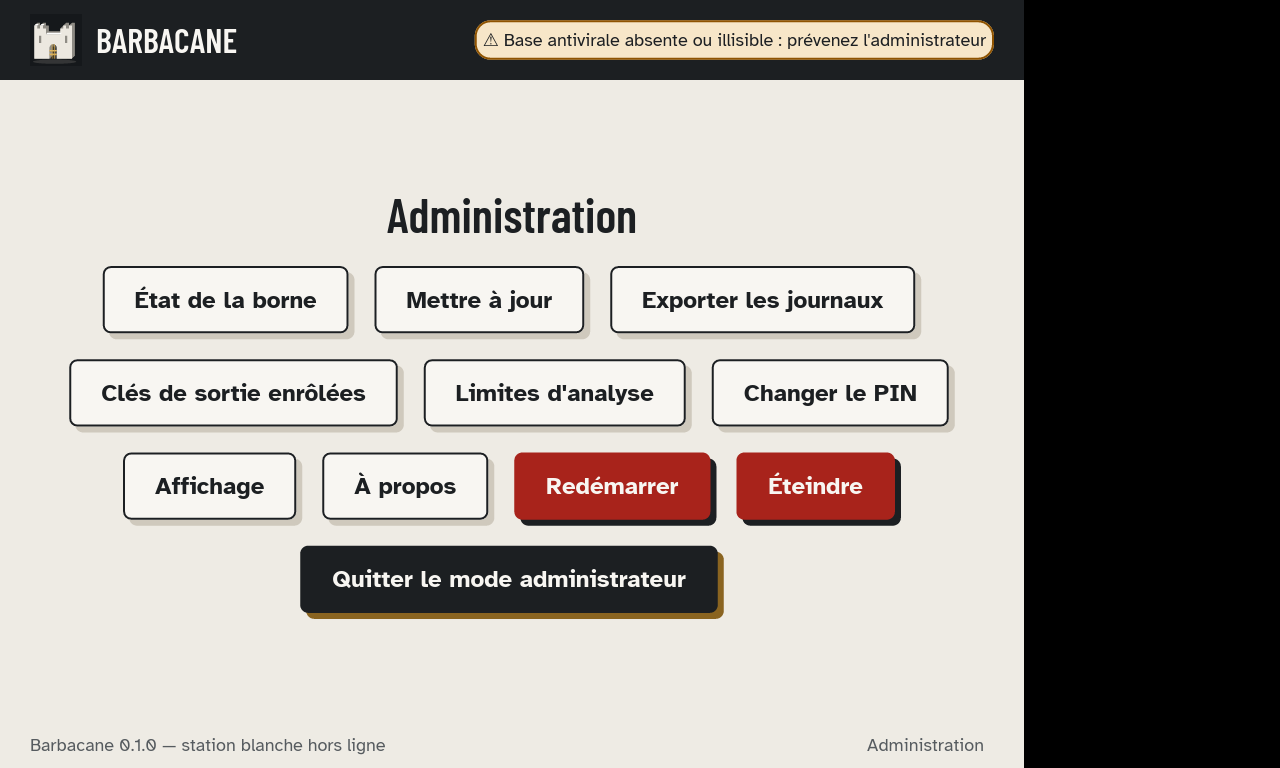 BARBACANE
⚠ Base antivirale absente ou illisible : prévenez l'administrateur
Administration
État de la borne
Mettre à jour
Exporter les journaux
Clés de sortie enrôlées
Limites d'analyse
Changer le PIN
Affichage
À propos
Redémarrer
Éteindre
Quitter le mode administrateur
Barbacane 0.1.0 — station blanche hors ligne
Administration